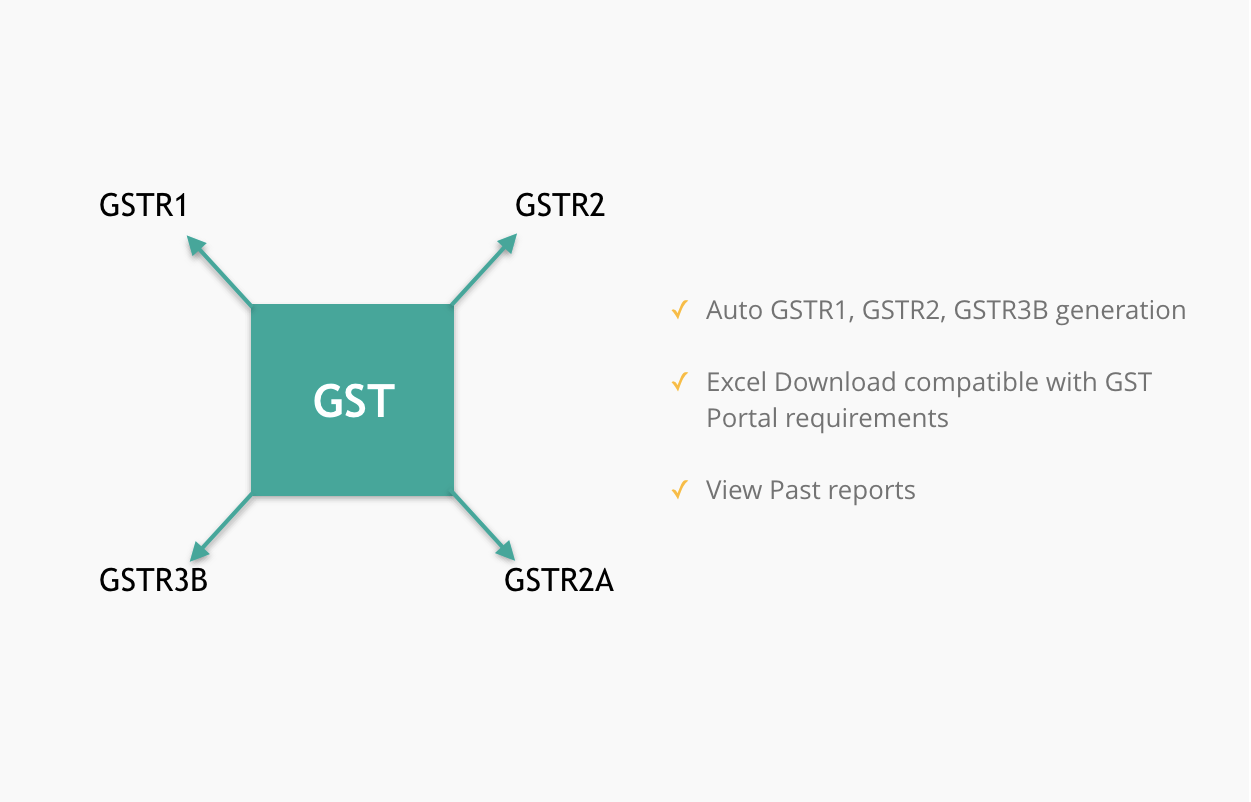 GSTR1
GSTR2
GST
GSTR3B
GSTR2A
✓ Auto GSTR1, GSTR2, GSTR3B generation
✓ Excel Download compatible with GST
Portal requirements
✓ View Past reports